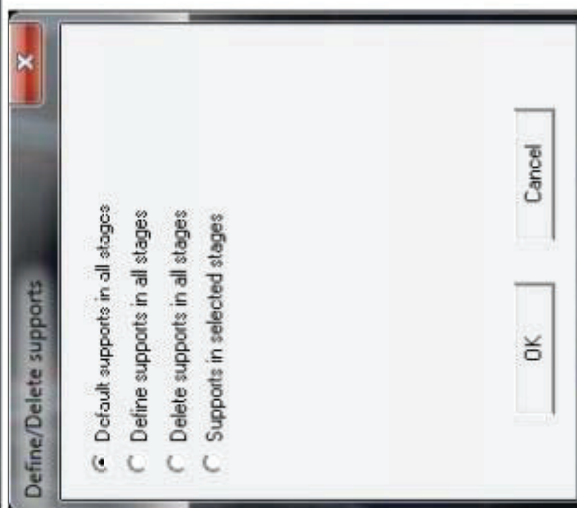 Define/Delete supports
Default supports in all stages
Define supports in all stages
Delete supports in all stages
Supports in selected stages
OK
Cancel